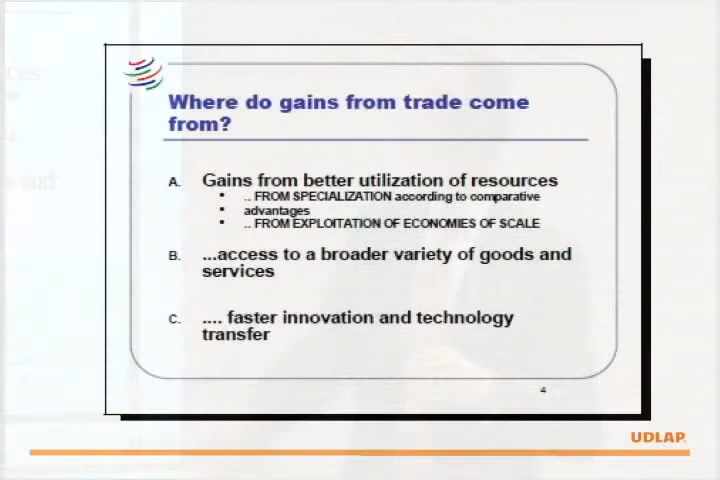 Where do gains from trade come
from?
A. Gains from better utilization of resources
• .. FROM SPECIALIZATION according to comparative
• advantages
• .. FROM EXPLOITATION OF ECONOMIES OF SCALE
B. ...access to a broader variety of goods and
services
C. .... faster innovation and technology
transfer
4
UDLAP